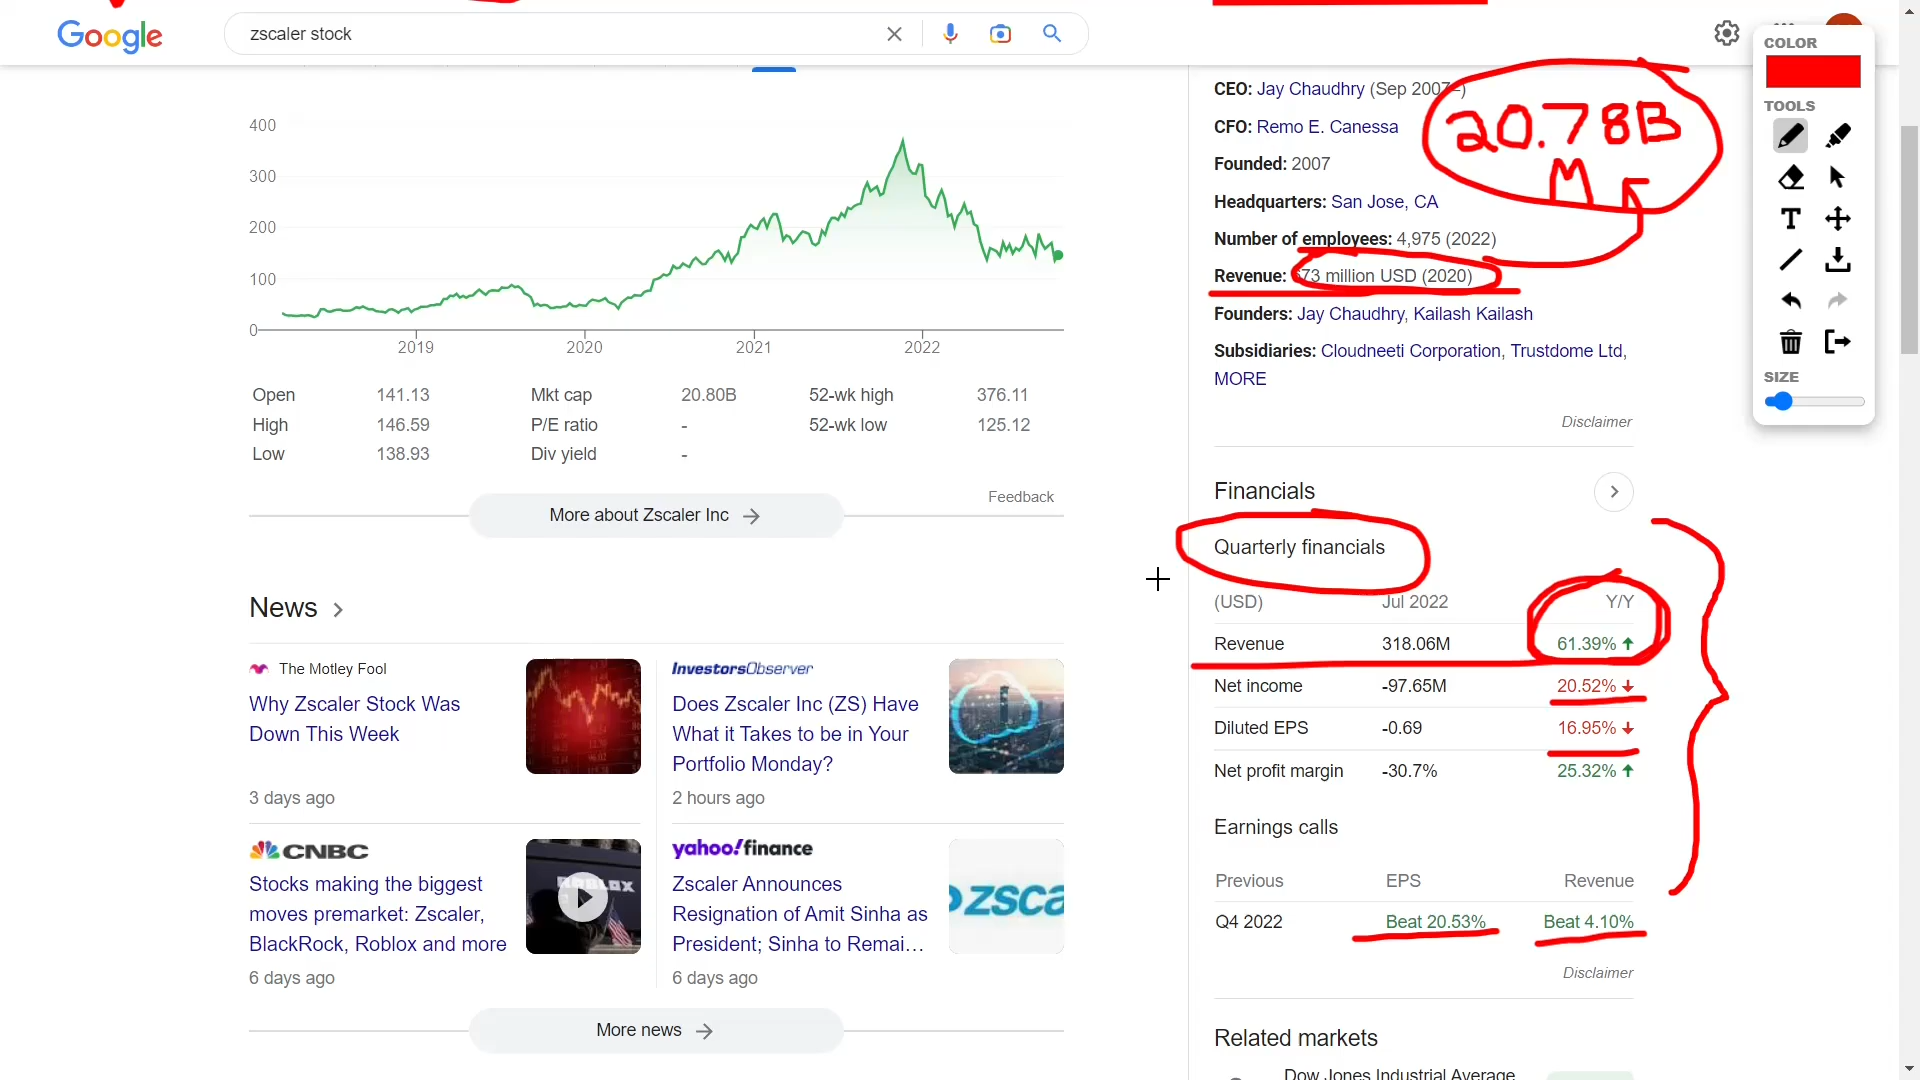 Google
zscaler stock
COLOR
TOOLS
T
SIZE
400
300
200
100
0
2019 2020 2021 2022
Open 141.13 Mkt cap 20.80B 52-wk high 376.11
High 146.59 P/E ratio - 52-wk low 125.12
Low 138.93 Div yield -
Feedback
More about Zscaler Inc
News
The Motley Fool
Why Zscaler Stock Was
Down This Week
3 days ago
InvestorsObserver
Does Zscaler Inc (ZS) Have
What it Takes to be in Your
Portfolio Monday?
2 hours ago
CNBC
Stocks making the biggest
moves premarket: Zscaler,
BlackRock, Roblox and more
6 days ago
ROBLOX
yahoo!finance
Zscaler Announces
Resignation of Amit Sinha as
President; Sinha to Remai...
6 days ago
zsca
More news
CEO: Jay Chaudhry (Sep 2007–)
CFO: Remo E. Canessa
Founded: 2007
Headquarters: San Jose, CA
Number of employees: 4,975 (2022)
Revenue: 73 million USD (2020)
Founders: Jay Chaudhry, Kailash Kailash
Subsidiaries: Cloudneeti Corporation, Trustdome Ltd,
MORE
Disclaimer
20.78B
M
Financials
Quarterly financials
(USD) Jul 2022 Y/Y
Revenue 318.06M 61.39%
Net income -97.65M 20.52%
Diluted EPS -0.69 16.95%
Net profit margin -30.7% 25.32%
Earnings calls
Previous EPS Revenue
Q4 2022 Beat 20.53% Beat 4.10%
Disclaimer
Related markets
Dow Jones Industrial Average